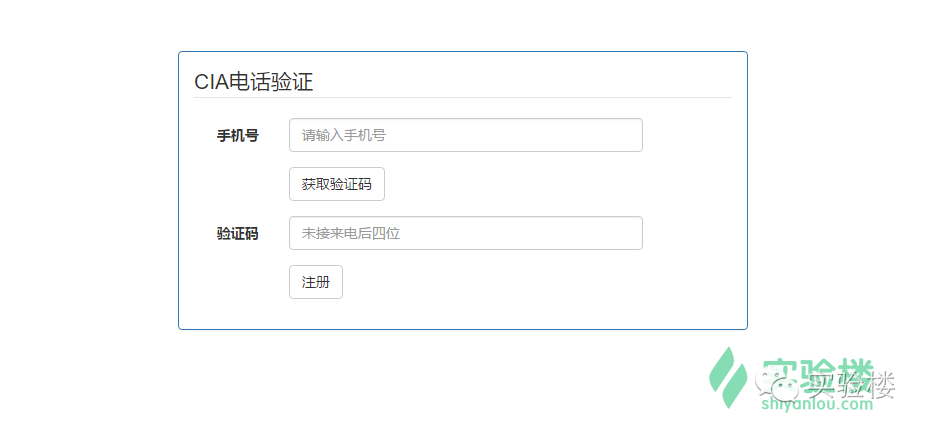 CIA电话验证
手机号
请输入手机号
获取验证码
验证码
未接来电后四位
注册
实验楼
shiyanlou.com
实验楼